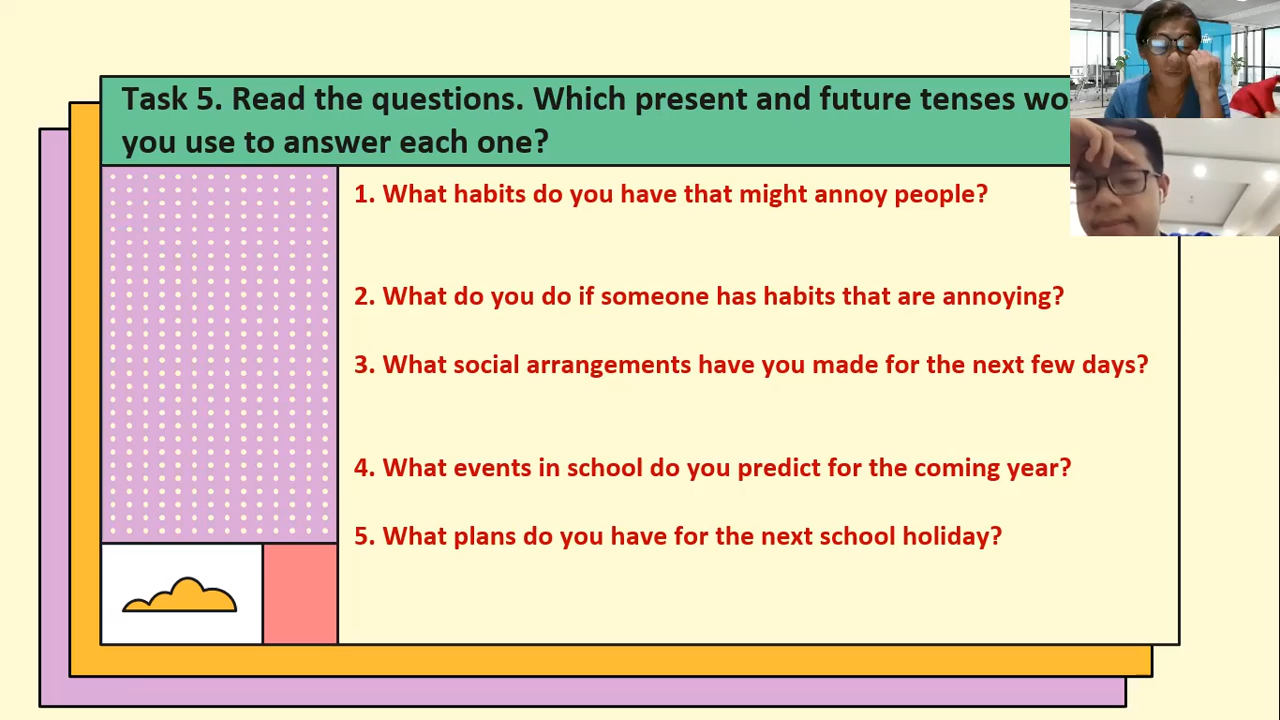 Task 5. Read the questions. Which present and future tenses wo
you use to answer each one?
1. What habits do you have that might annoy people?
2. What do you do if someone has habits that are annoying?
3. What social arrangements have you made for the next few days?
4. What events in school do you predict for the coming year?
5. What plans do you have for the next school holiday?